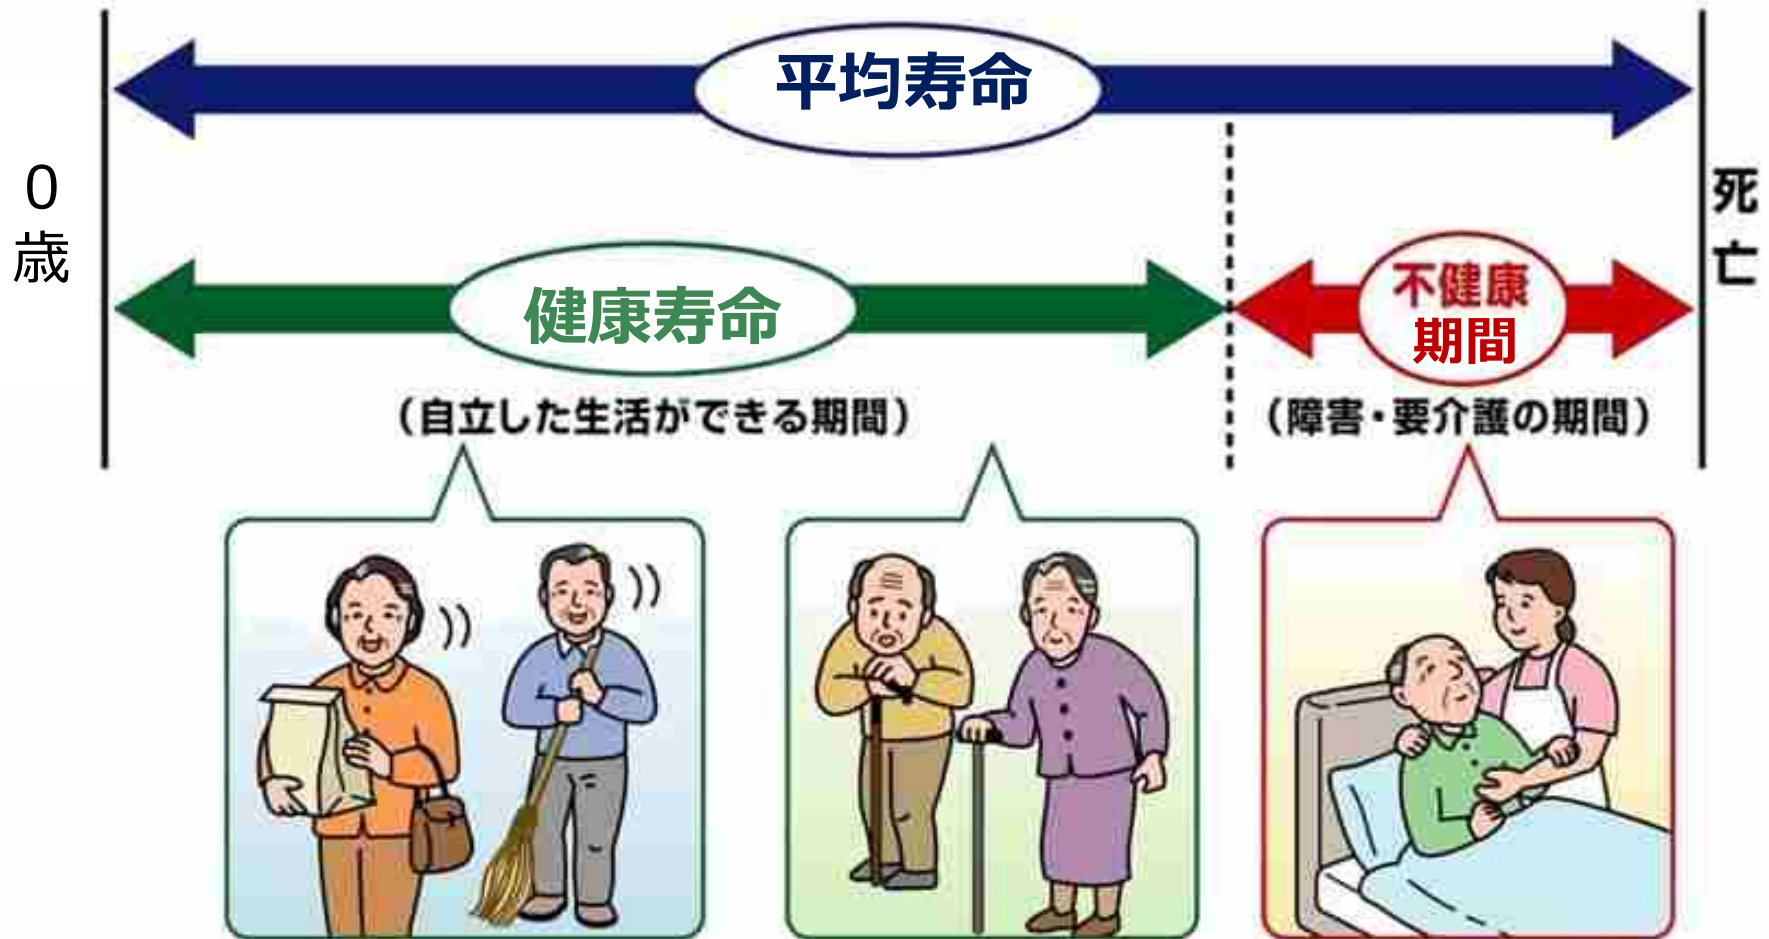 平均寿命
0歳
死亡
健康寿命
不健康
期間
（自立した生活ができる期間）
（障害・要介護の期間）